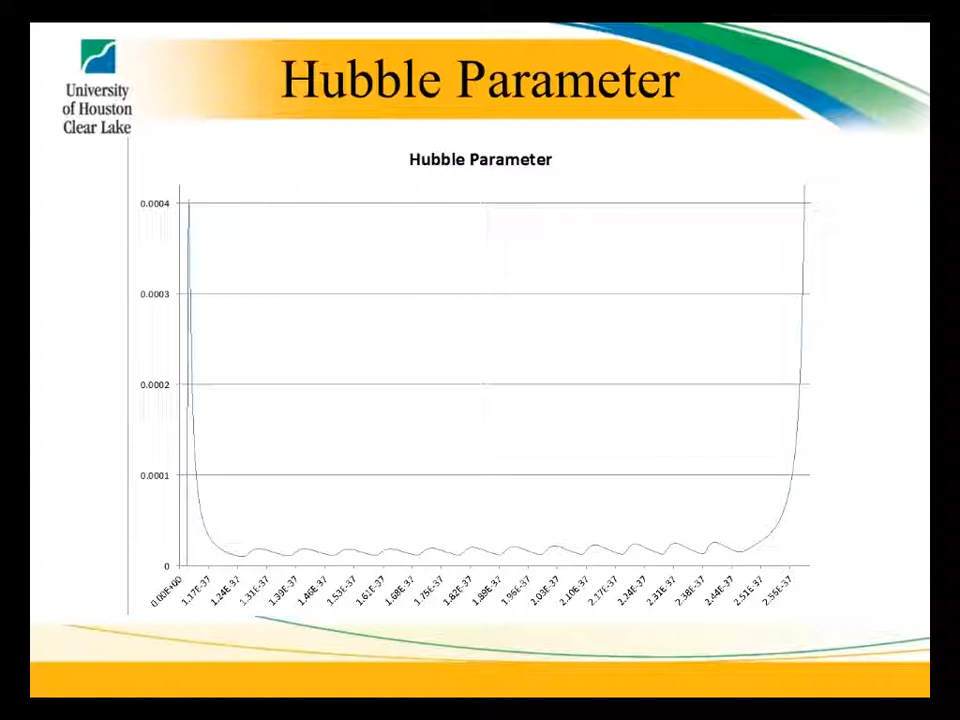 Hubble Parameter
University
of Houston
Clear Lake
Hubble Parameter
0.0004
0.0003
0.0002
0.0001
0
0.00E+00
1.17E-37
1.24E-37
1.31E-37
1.39E-37
1.46E-37
1.53E-37
1.61E-37
1.68E-37
1.75E-37
1.82E-37
1.89E-37
1.96E-37
2.03E-37
2.10E-37
2.17E-37
2.24E-37
2.31E-37
2.38E-37
2.44E-37
2.51E-37
2.56E-37